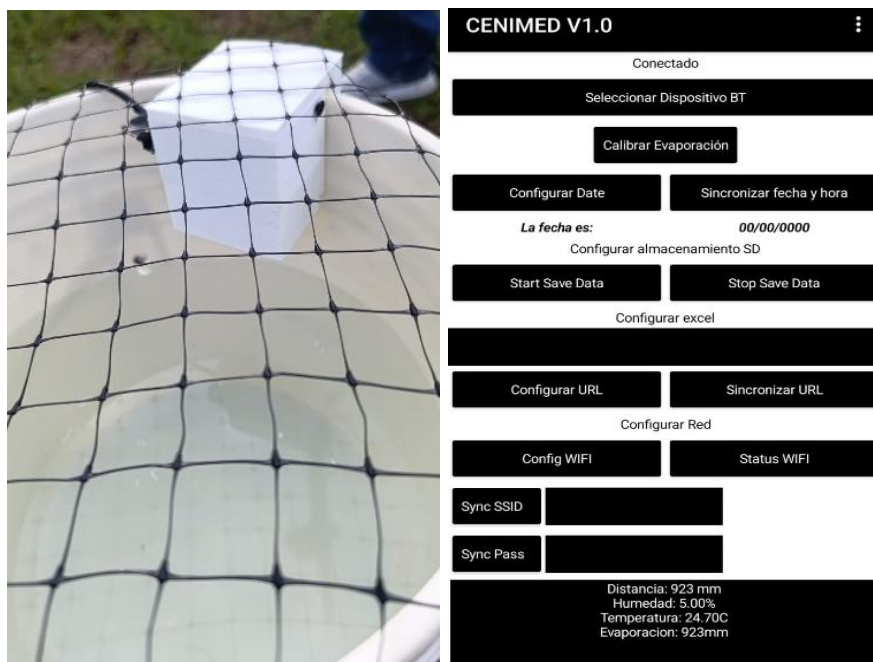 CENIMED V1.0
Conectado
Seleccionar Dispositivo BT
Calibrar Evaporación
Configurar Date
Sincronizar fecha y hora
La fecha es:
00/00/0000
Configurar almacenamiento SD
Start Save Data
Stop Save Data
Configurar excel
Configurar URL
Sincronizar URL
Configurar Red
Config WIFI
Status WIFI
Sync SSID
Sync Pass
Distancia: 923 mm
Humedad: 5.00%
Temperatura: 24.70C
Evaporacion: 923mm